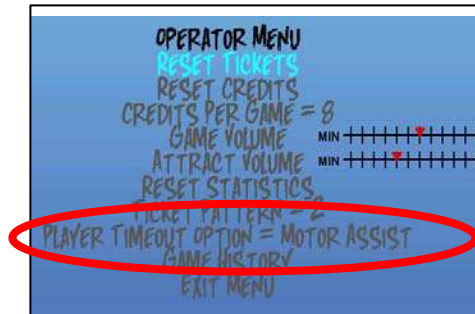 OPERATOR MENU
RESET TICKETS
RESET CREDITS
CREDITS PER GAME = 8
GAME VOLUME MIN
ATTRACT VOLUME MIN
RESET STATISTICS
TICKET PATTERN = 2
PLAYER TIMEOUT OPTION = MOTOR ASSIST
GAME HISTORY
EXIT MENU